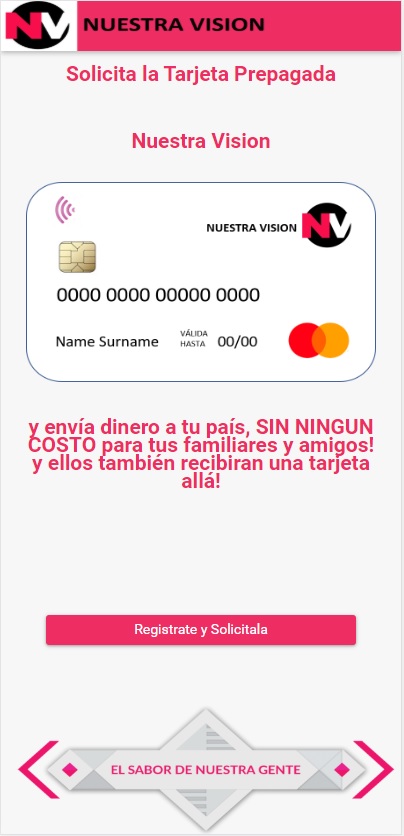 NV NUESTRA VISION
Solicita la Tarjeta Prepagada
Nuestra Vision
NUESTRA VISION NV
0000 0000 00000 0000
Name Surname VÁLIDA HASTA 00/00
y envía dinero a tu país, SIN NINGUN
COSTO para tus familiares y amigos!
y ellos también recibiran una tarjeta
allá!
Registrate y Solicitala
EL SABOR DE NUESTRA GENTE